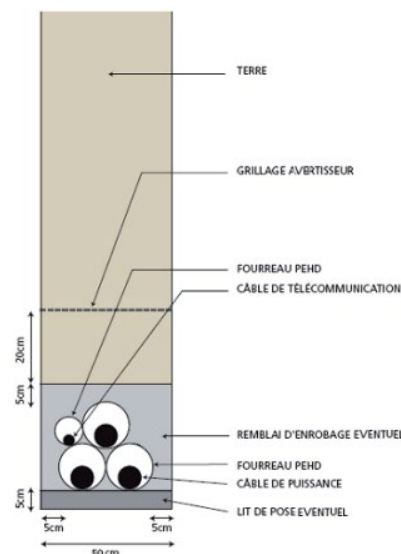 TERRE
GRILLAGE AVERTISSEUR
FOURREAU PEHD
CÂBLE DE TÉLÉCOMMUNICATION
20cm
5cm
REMBLAI D'ENROBAGE EVENTUEL
FOURREAU PEHD
CÂBLE DE PUISSANCE
5cm
LIT DE POSE EVENTUEL
5cm
5cm
50 cm